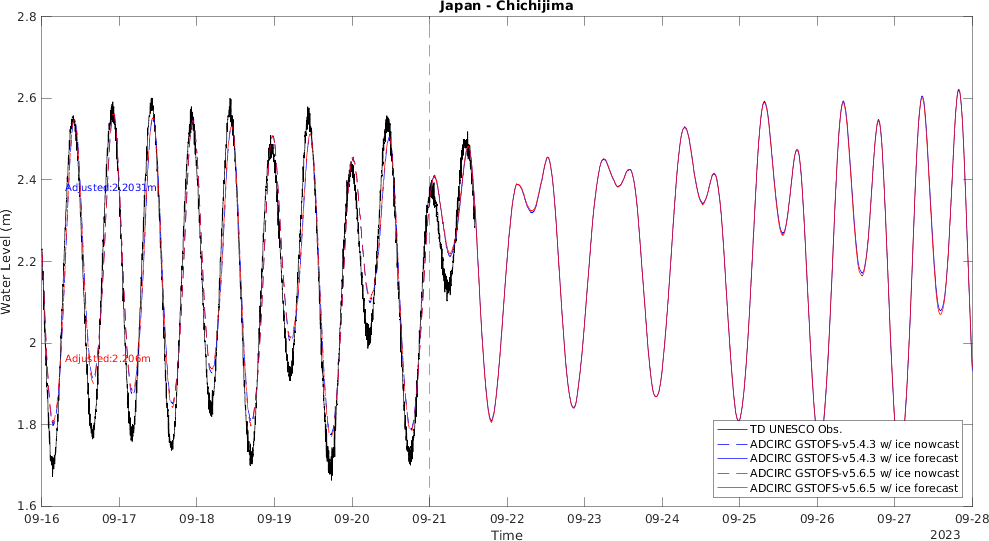 Japan - Chichijima
2.8
2.6
2.4
2.2
2
1.8
1.6
Water Level (m)
Adjusted:2.2031m
Adjusted:2.206m
TD UNESCO Obs.
ADCIRC GSTOFS-v5.4.3 w/ ice nowcast
ADCIRC GSTOFS-v5.4.3 w/ ice forecast
ADCIRC GSTOFS-v5.6.5 w/ ice nowcast
ADCIRC GSTOFS-v5.6.5 w/ ice forecast
09-16 09-17 09-18 09-19 09-20 09-21 09-22 09-23 09-24 09-25 09-26 09-27 09-28
Time
2023